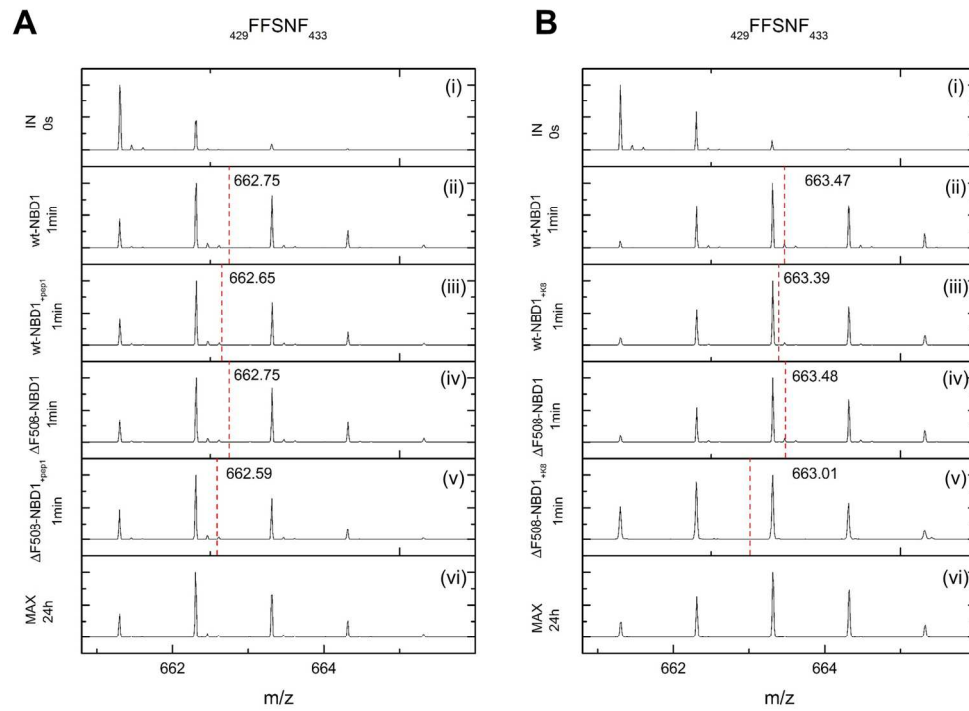 A
₄₂₉FFSNF₄₃₃
IN
0s
(i)
wt-NBD1
1min
662.75
(ii)
wt-NBD1₊ₚₑₚ₁
1min
662.65
(iii)
ΔF508-NBD1
1min
662.75
(iv)
ΔF508-NBD1₊ₚₑₚ₁
1min
662.59
(v)
MAX
24h
(vi)
662 664
m/z
B
₄₂₉FFSNF₄₃₃
IN
0s
(i)
wt-NBD1
1min
663.47
(ii)
wt-NBD1₊K8
1min
663.39
(iii)
ΔF508-NBD1
1min
663.48
(iv)
ΔF508-NBD1₊K8
1min
663.01
(v)
MAX
24h
(vi)
662 664
m/z